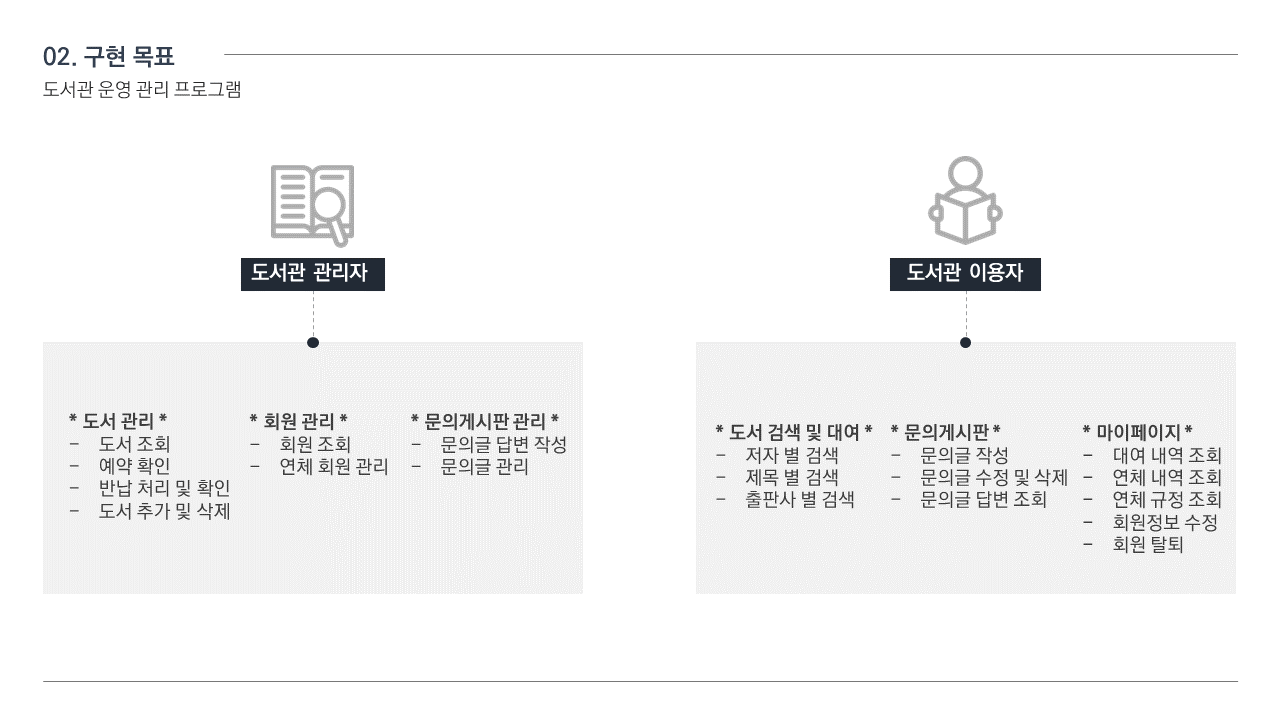 02. 구현 목표
도서관 운영 관리 프로그램
도서관 관리자
* 도서 관리 *
– 도서 조회
– 예약 확인
– 반납 처리 및 확인
– 도서 추가 및 삭제
* 회원 관리 *
– 회원 조회
– 연체 회원 관리
* 문의게시판 관리 *
– 문의글 답변 작성
– 문의글 관리
도서관 이용자
* 도서 검색 및 대여 *
– 저자 별 검색
– 제목 별 검색
– 출판사 별 검색
* 문의게시판 *
– 문의글 작성
– 문의글 수정 및 삭제
– 문의글 답변 조회
* 마이페이지 *
– 대여 내역 조회
– 연체 내역 조회
– 연체 규정 조회
– 회원정보 수정
– 회원 탈퇴